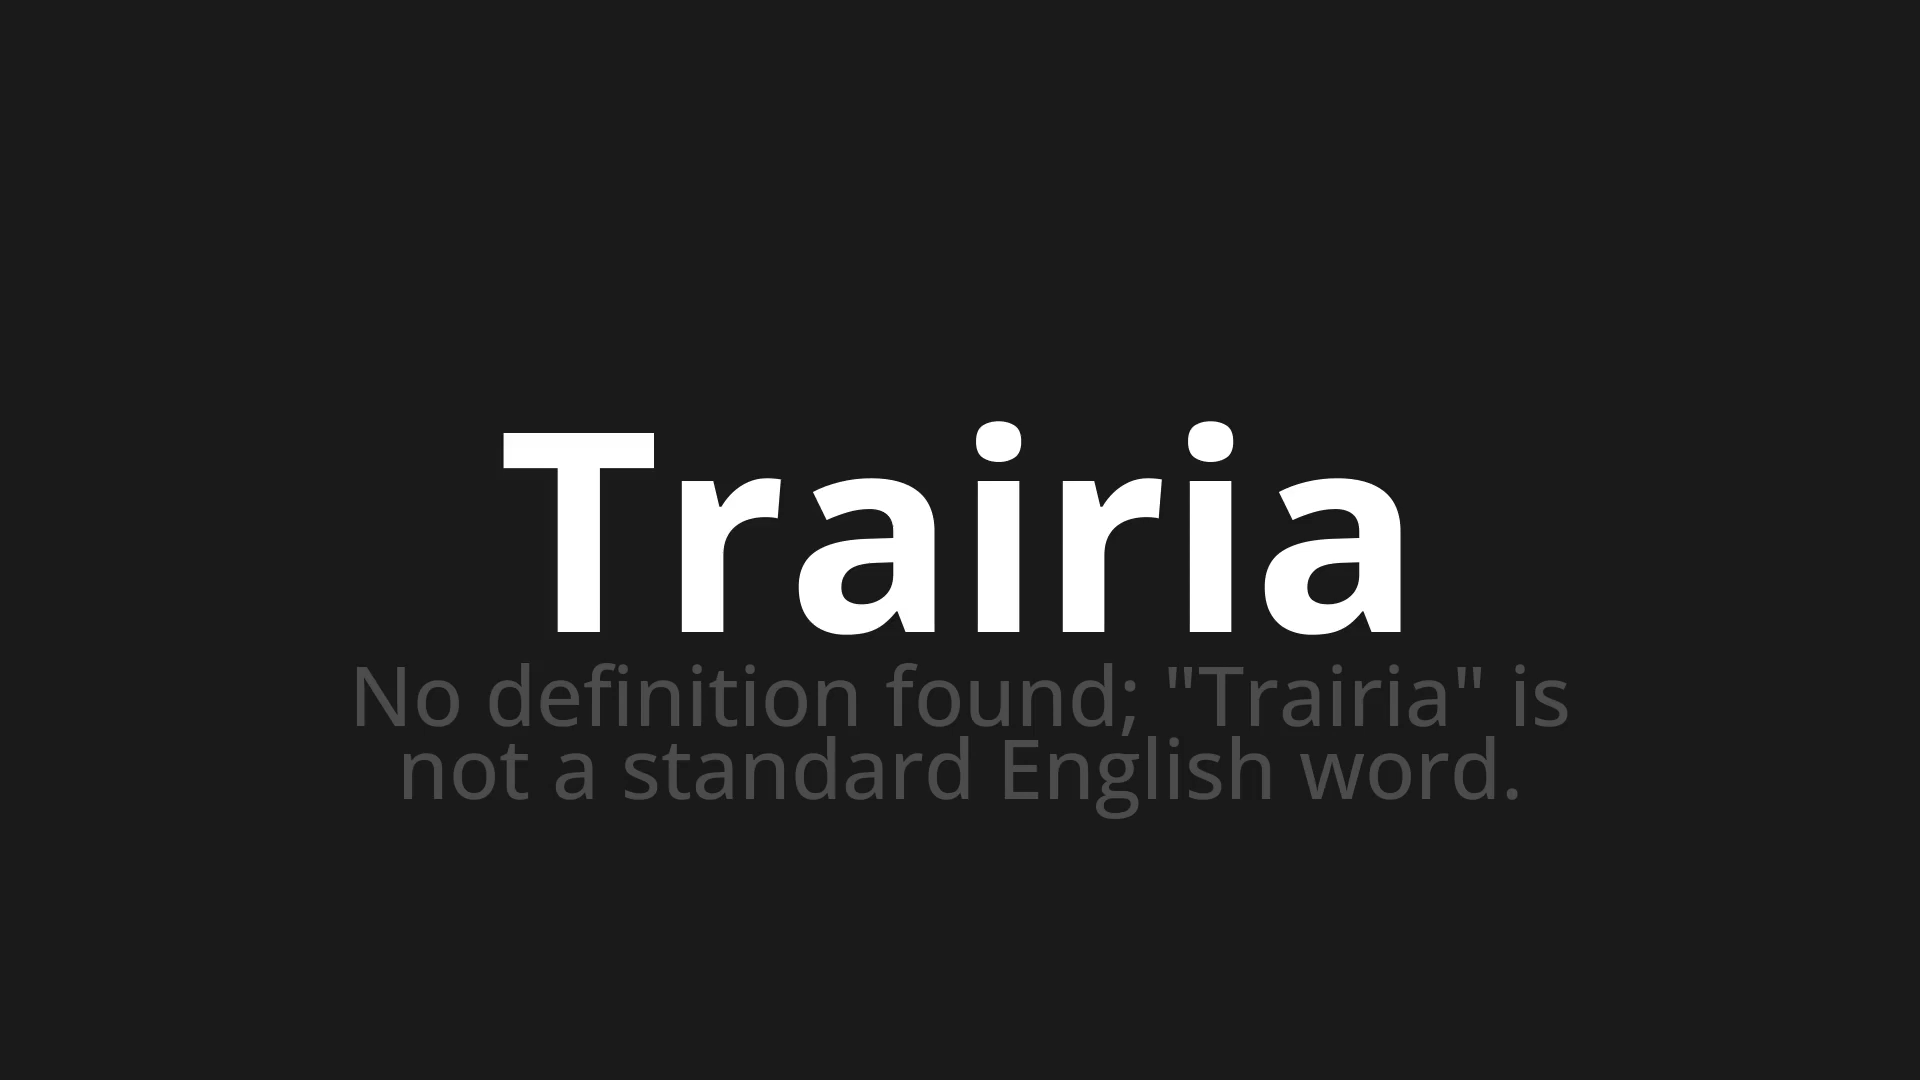 Trairia
No definition found; "Trairia" is
not a standard English word.